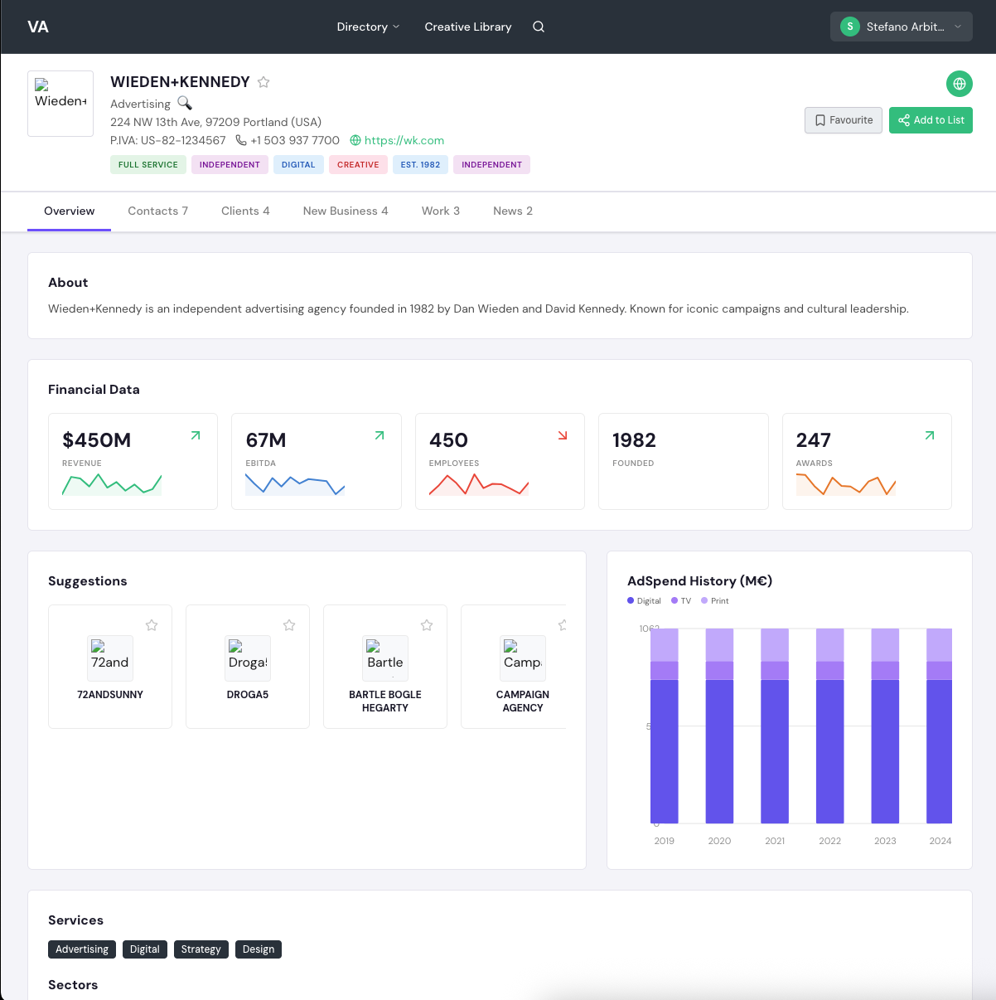 VA
Directory
Creative Library
S
Stefano Arbit...
Wieden+
WIEDEN+KENNEDY
Advertising
224 NW 13th Ave, 97209 Portland (USA)
P.IVA: US-82-1234567 +1 503 937 7700 https://wk.com
FULL SERVICE INDEPENDENT DIGITAL CREATIVE EST. 1982 INDEPENDENT
Favourite
Add to List
Overview Contacts 7 Clients 4 New Business 4 Work 3 News 2
About
Wieden+Kennedy is an independent advertising agency founded in 1982 by Dan Wieden and David Kennedy. Known for iconic campaigns and cultural leadership.
Financial Data
$450M
REVENUE
67M
EBITDA
450
EMPLOYEES
1982
FOUNDED
247
AWARDS
Suggestions
72and
72ANDSUNNY
Droga5
DROGA5
Bartle
BARTLE BOGLE
HEGARTY
Camp
CAMPAIGN
AGENCY
AdSpend History (M€)
Digital TV Print
2019 2020 2021 2022 2023 2024
Services
Advertising Digital Strategy Design
Sectors